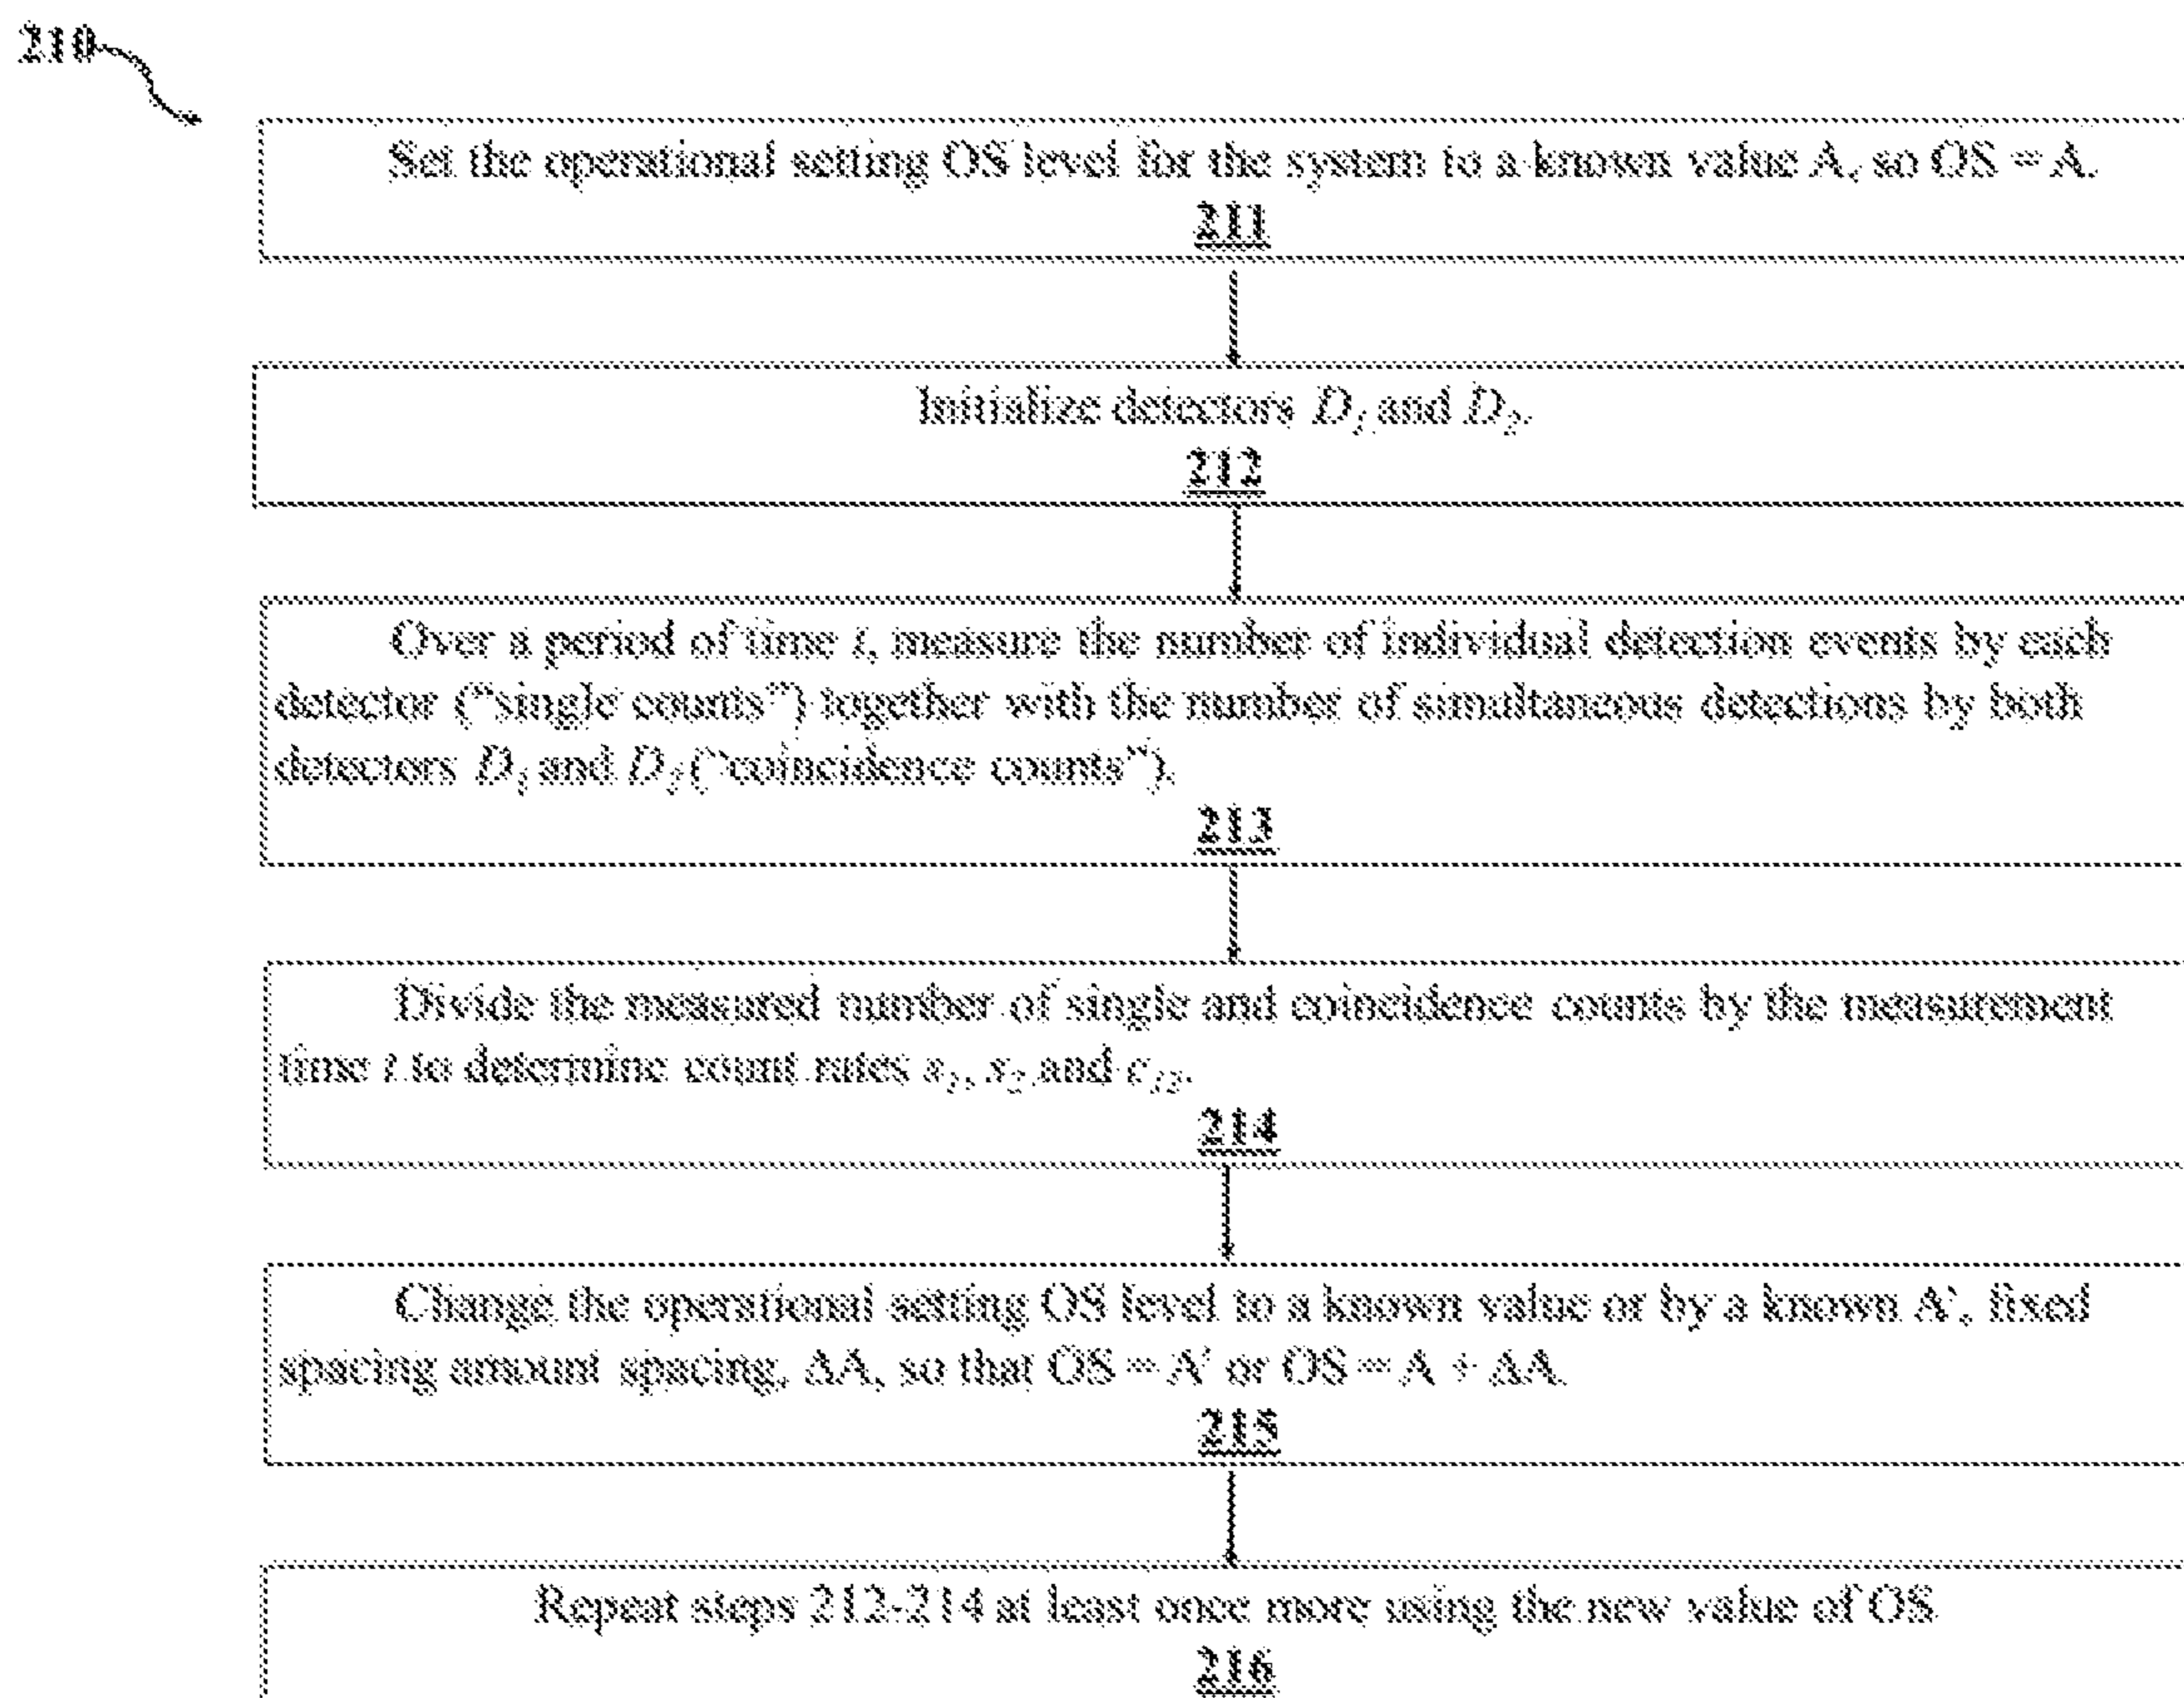 210
Set the operational setting OS level for the system to a known value A, so OS = A.
211
Initialize detectors D1 and D2.
212
Over a period of time t, measure the number of individual detection events by each
detector ("single counts") together with the number of simultaneous detections by both
detectors D1 and D2 ("coincidence counts").
213
Divide the measured number of single and coincidence counts by the measurement
time t to determine count rates s1, s2 and c12.
214
Change the operational setting OS level to a known value or by a known A', fixed
spacing amount spacing, ΔA, so that OS = A' or OS = A + ΔA.
215
Repeat steps 212-214 at least once more using the new value of OS
216